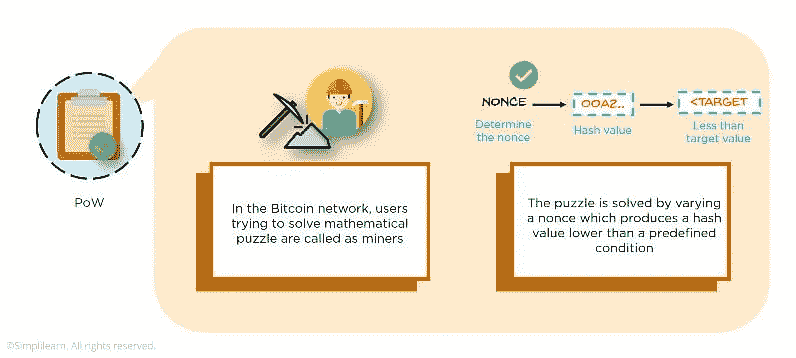 PoW
In the Bitcoin network, users
trying to solve mathematical
puzzle are called as miners
NONCE
Determine
the nonce
00A2..
Hash value
<TARGET
Less than
target value
The puzzle is solved by varying
a nonce which produces a hash
value lower than a predefined
condition
©Simplilearn. All rights reserved.